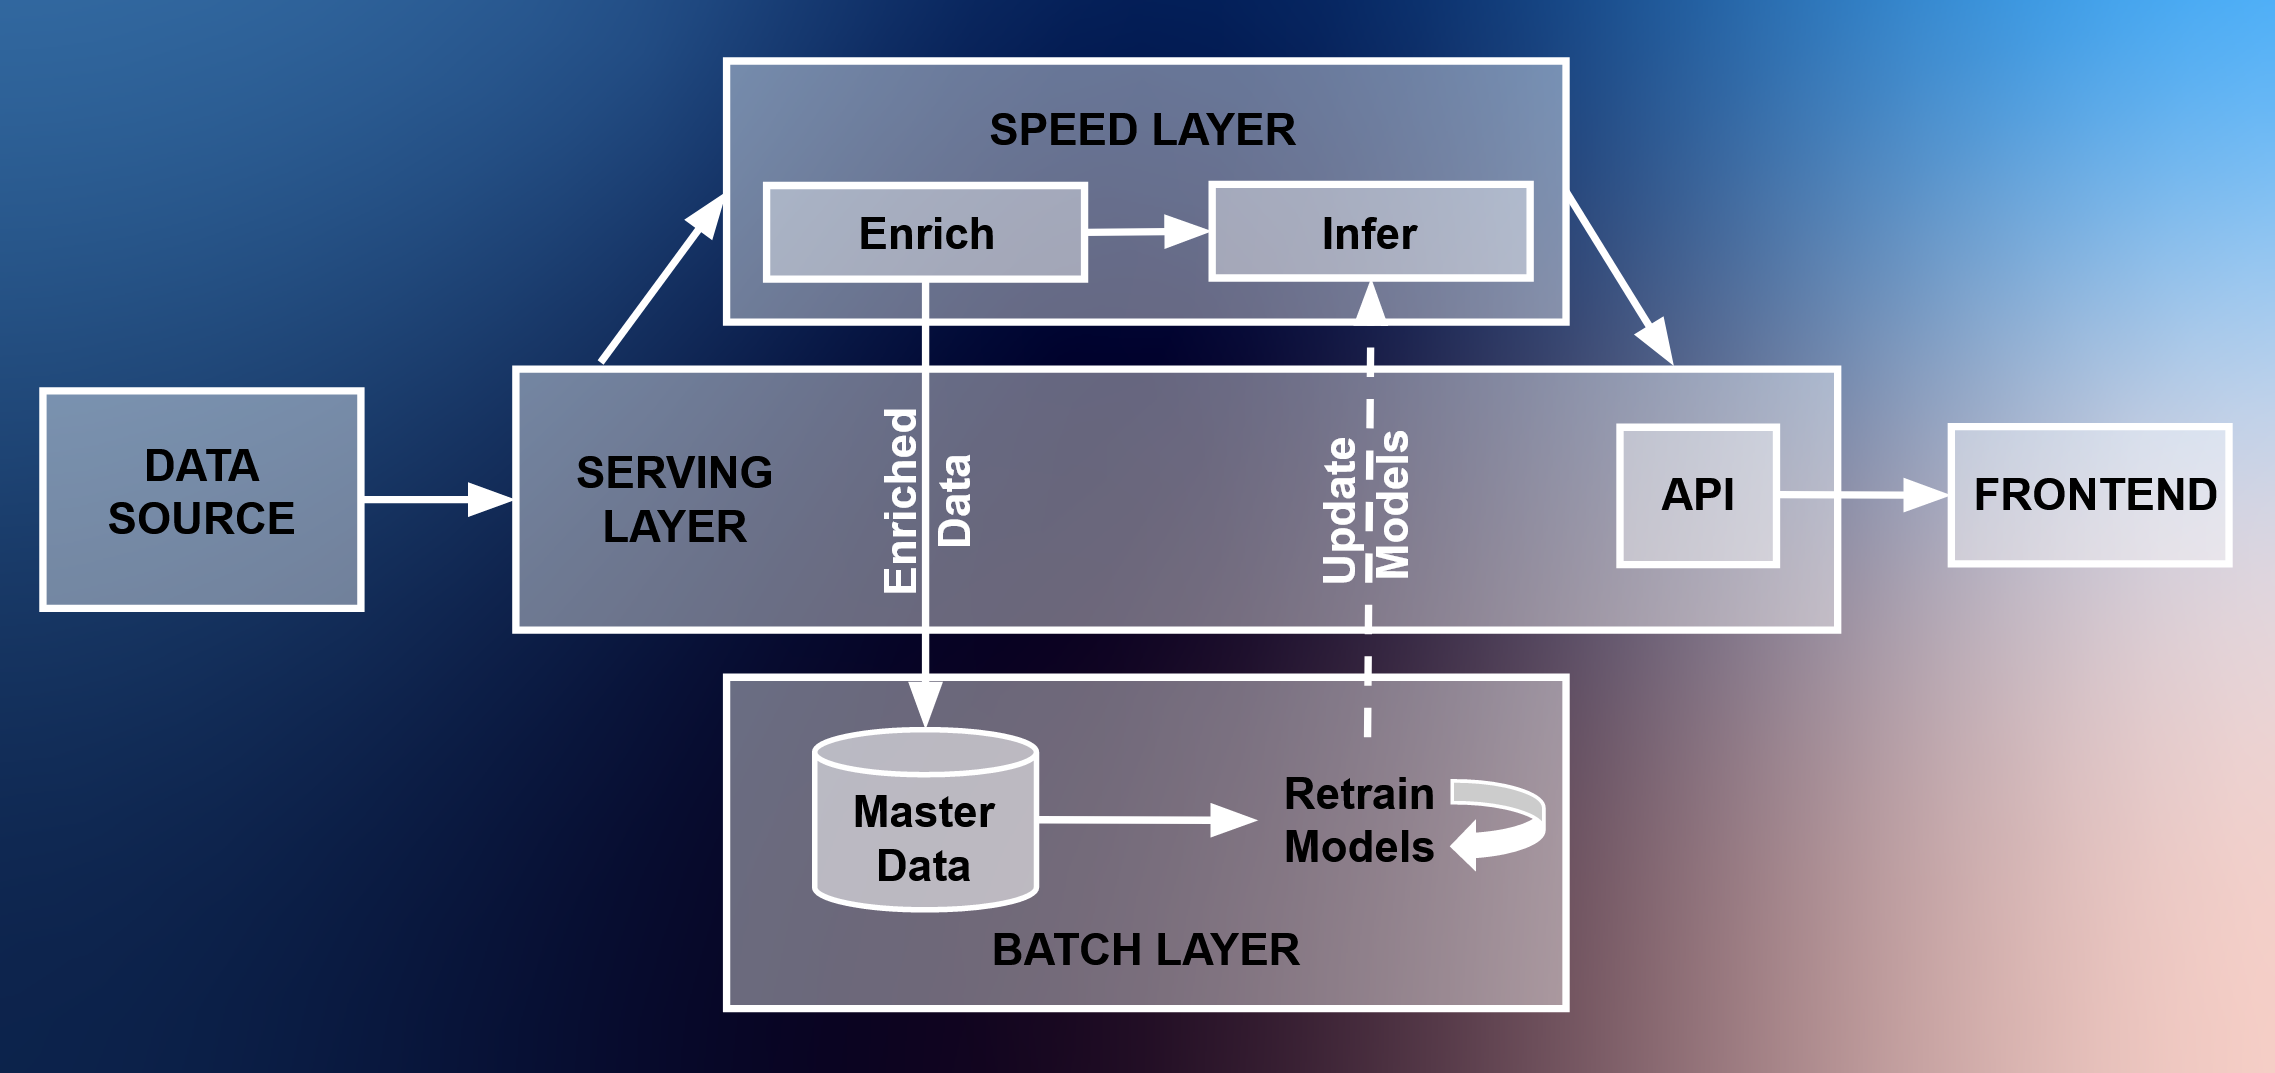 SPEED LAYER
Enrich
Infer
DATA
SOURCE
SERVING
LAYER
Enriched
Data
Update
Models
API
FRONTEND
Master
Data
Retrain
Models
BATCH LAYER